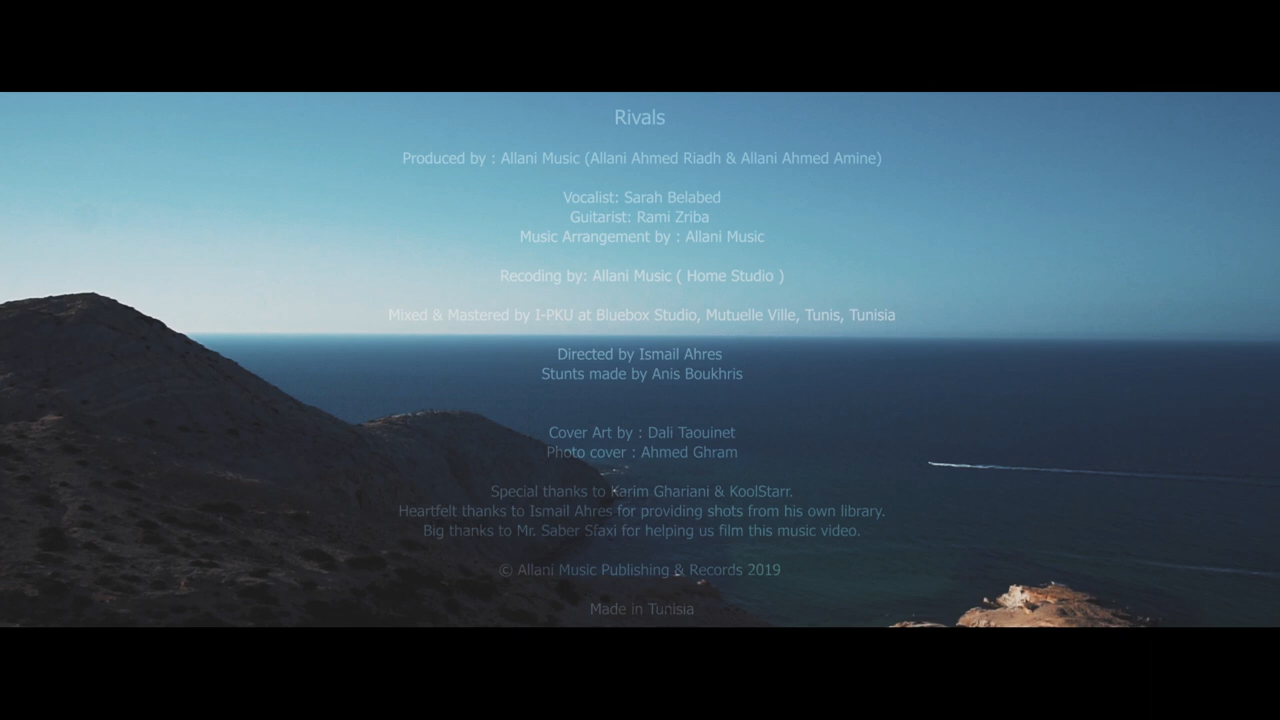 Rivals
Produced by : Allani Music (Allani Ahmed Riadh & Allani Ahmed Amine)
Vocalist: Sarah Belabed
Guitarist: Rami Zriba
Music Arrangement by : Allani Music
Recoding by: Allani Music ( Home Studio )
Mixed & Mastered by I-PKU at Bluebox Studio, Mutuelle Ville, Tunis, Tunisia
Directed by Ismail Ahres
Stunts made by Anis Boukhris
Cover Art by : Dali Taouinet
Photo cover : Ahmed Ghram
Special thanks to Karim Ghariani & KoolStarr.
Heartfelt thanks to Ismail Ahres for providing shots from his own library.
Big thanks to Mr. Saber Sfaxi for helping us film this music video.
© Allani Music Publishing & Records 2019
Made in Tunisia